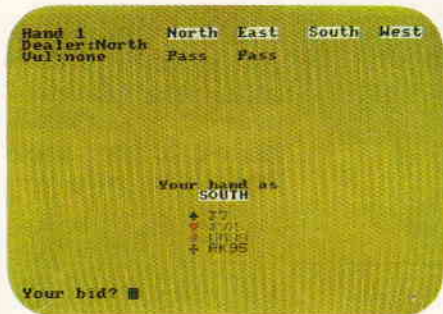 Hand 1 North East South West
Dealer:North
Vul:none Pass Pass
Your hand as
SOUTH
♠ J7
♥
♦
♣ AK95
Your bid?